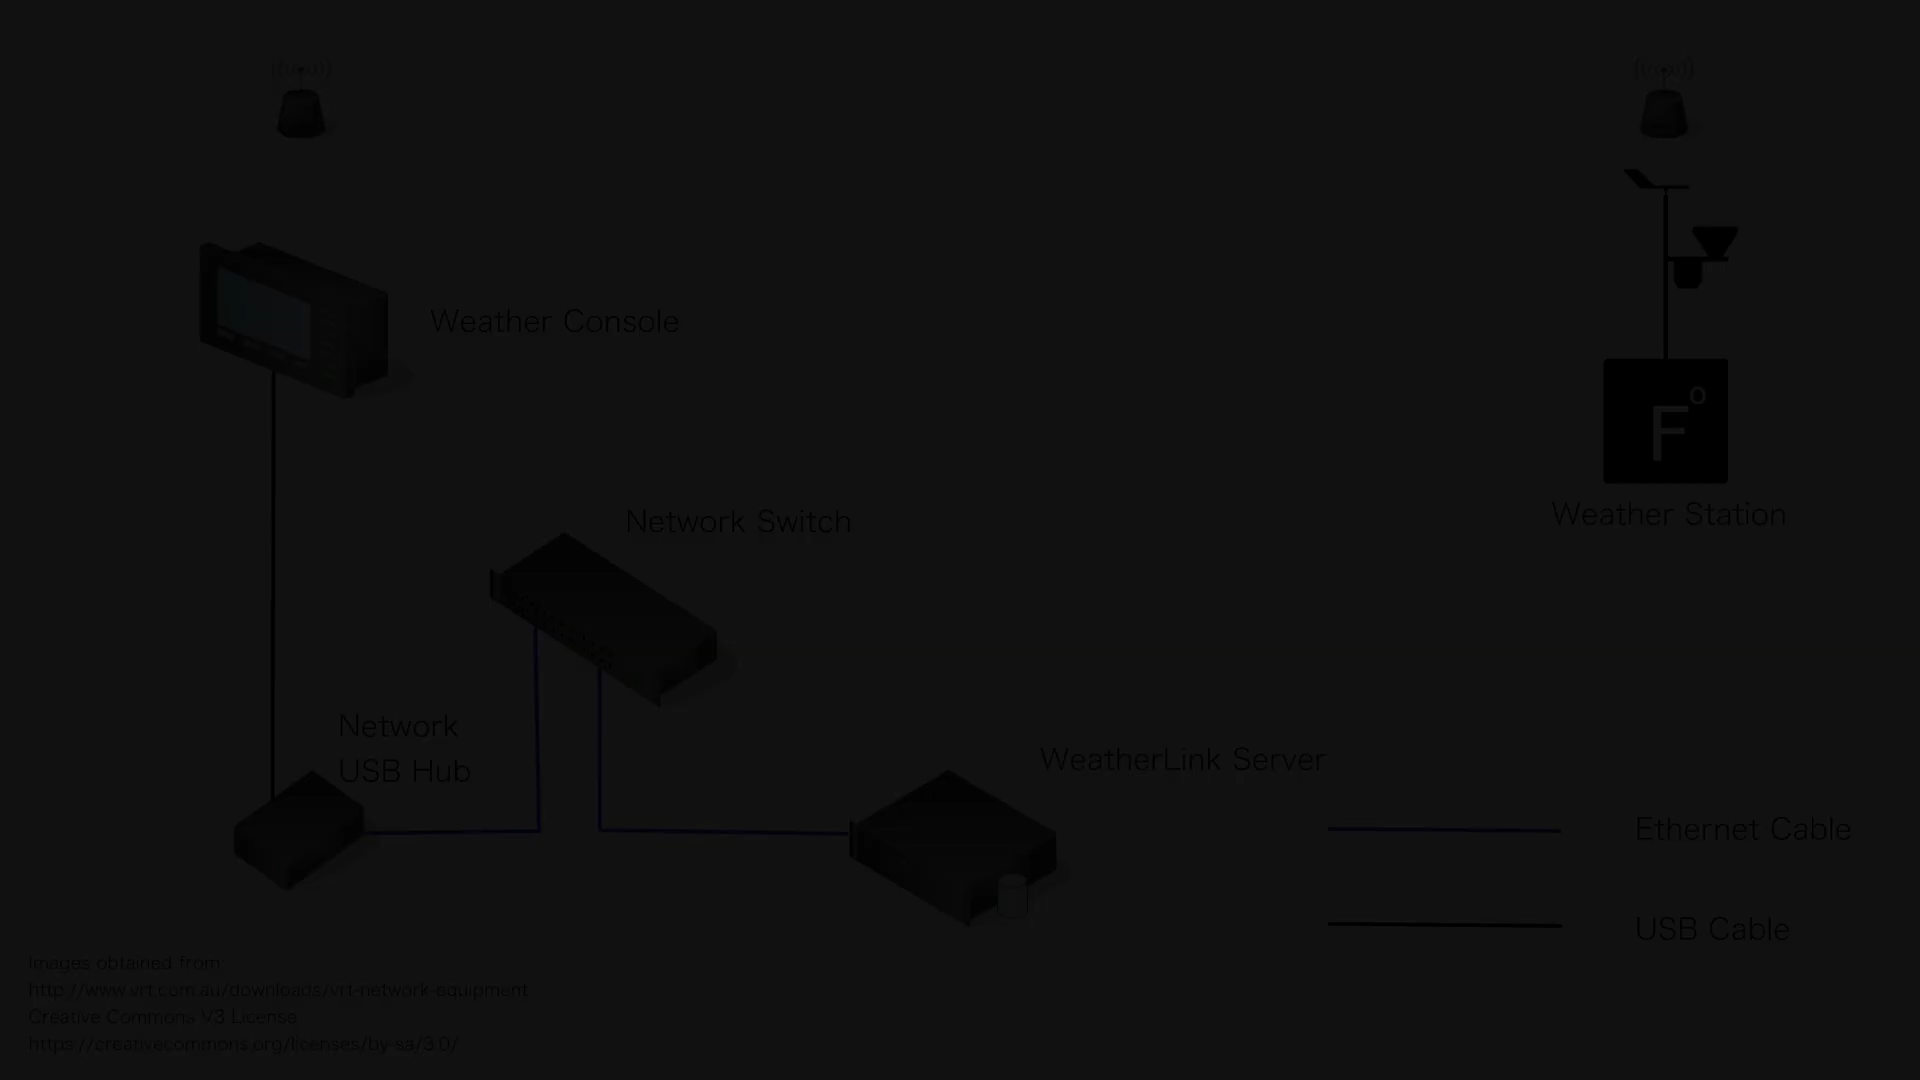 Weather Console
F°
Weather Station
Network Switch
Network
USB Hub
WeatherLink Server
Ethernet Cable
USB Cable
Images obtained from:
http://www.vrt.com.au/downloads/vrt-network-equipment
Creative Commons V3 License
https://creativecommons.org/licenses/by-sa/3.0/